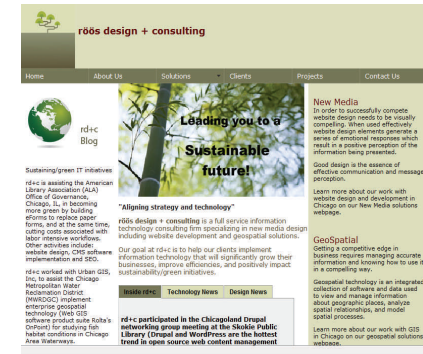 röös design + consulting
Home
About Us
Solutions
Clients
Projects
Contact Us
rd+c
Blog
Sustaining/green IT initiatives
rd+c is assisting the American
Library Association (ALA)
Office of Governance,
Chicago, IL, in becoming
more green by building
eForms to replace paper
forms, and at the same time,
cutting costs associated with
labor intensive workflows.
Other activities include:
website design, CMS software
implementation and SEO.
rd+c worked with Urban GIS,
Inc, to assist the Chicago
Metropolitan Water
Reclamation District
(MWRDGC) implement
enterprise geospatial
technology (Web GIS
software product suite Rolta's
OnPoint) for studying fish
habitat conditions in Chicago
Area Waterways.
Leading you to a
Sustainable
future!
"Aligning strategy and technology"
röös design + consulting is a full service information
technology consulting firm specializing in new media design
including website development and geospatial solutions.
Our goal at rd+c is to help our clients implement
information technology that will significantly grow their
businesses, improve efficiencies, and positively impact
sustainability/green initiatives.
Inside rd+c
Technology News
Design News
rd+c participated in the Chicagoland Drupal
networking group meeting at the Skokie Public
Library (Drupal and WordPress are the hottest
trend in open source web content management
New Media
In order to successfully compete
website design needs to be visually
compelling. When used effectively
website design elements generate a
series of emotional responses which
result in a positive perception of the
information being presented.
Good design is the essence of
effective communication and message
perception.
Learn more about our work with
website design and development in
Chicago on our New Media solutions
webpage.
GeoSpatial
Getting a competitive edge in
business requires managing accurate
information and knowing how to use it
in a compelling way.
Geospatial technology is an integrated
collection of software and data used
to view and manage information
about geographic places, analyze
spatial relationships, and model
spatial processes.
Learn more about our work with GIS
in Chicago on our geospatial solutions
webpage.